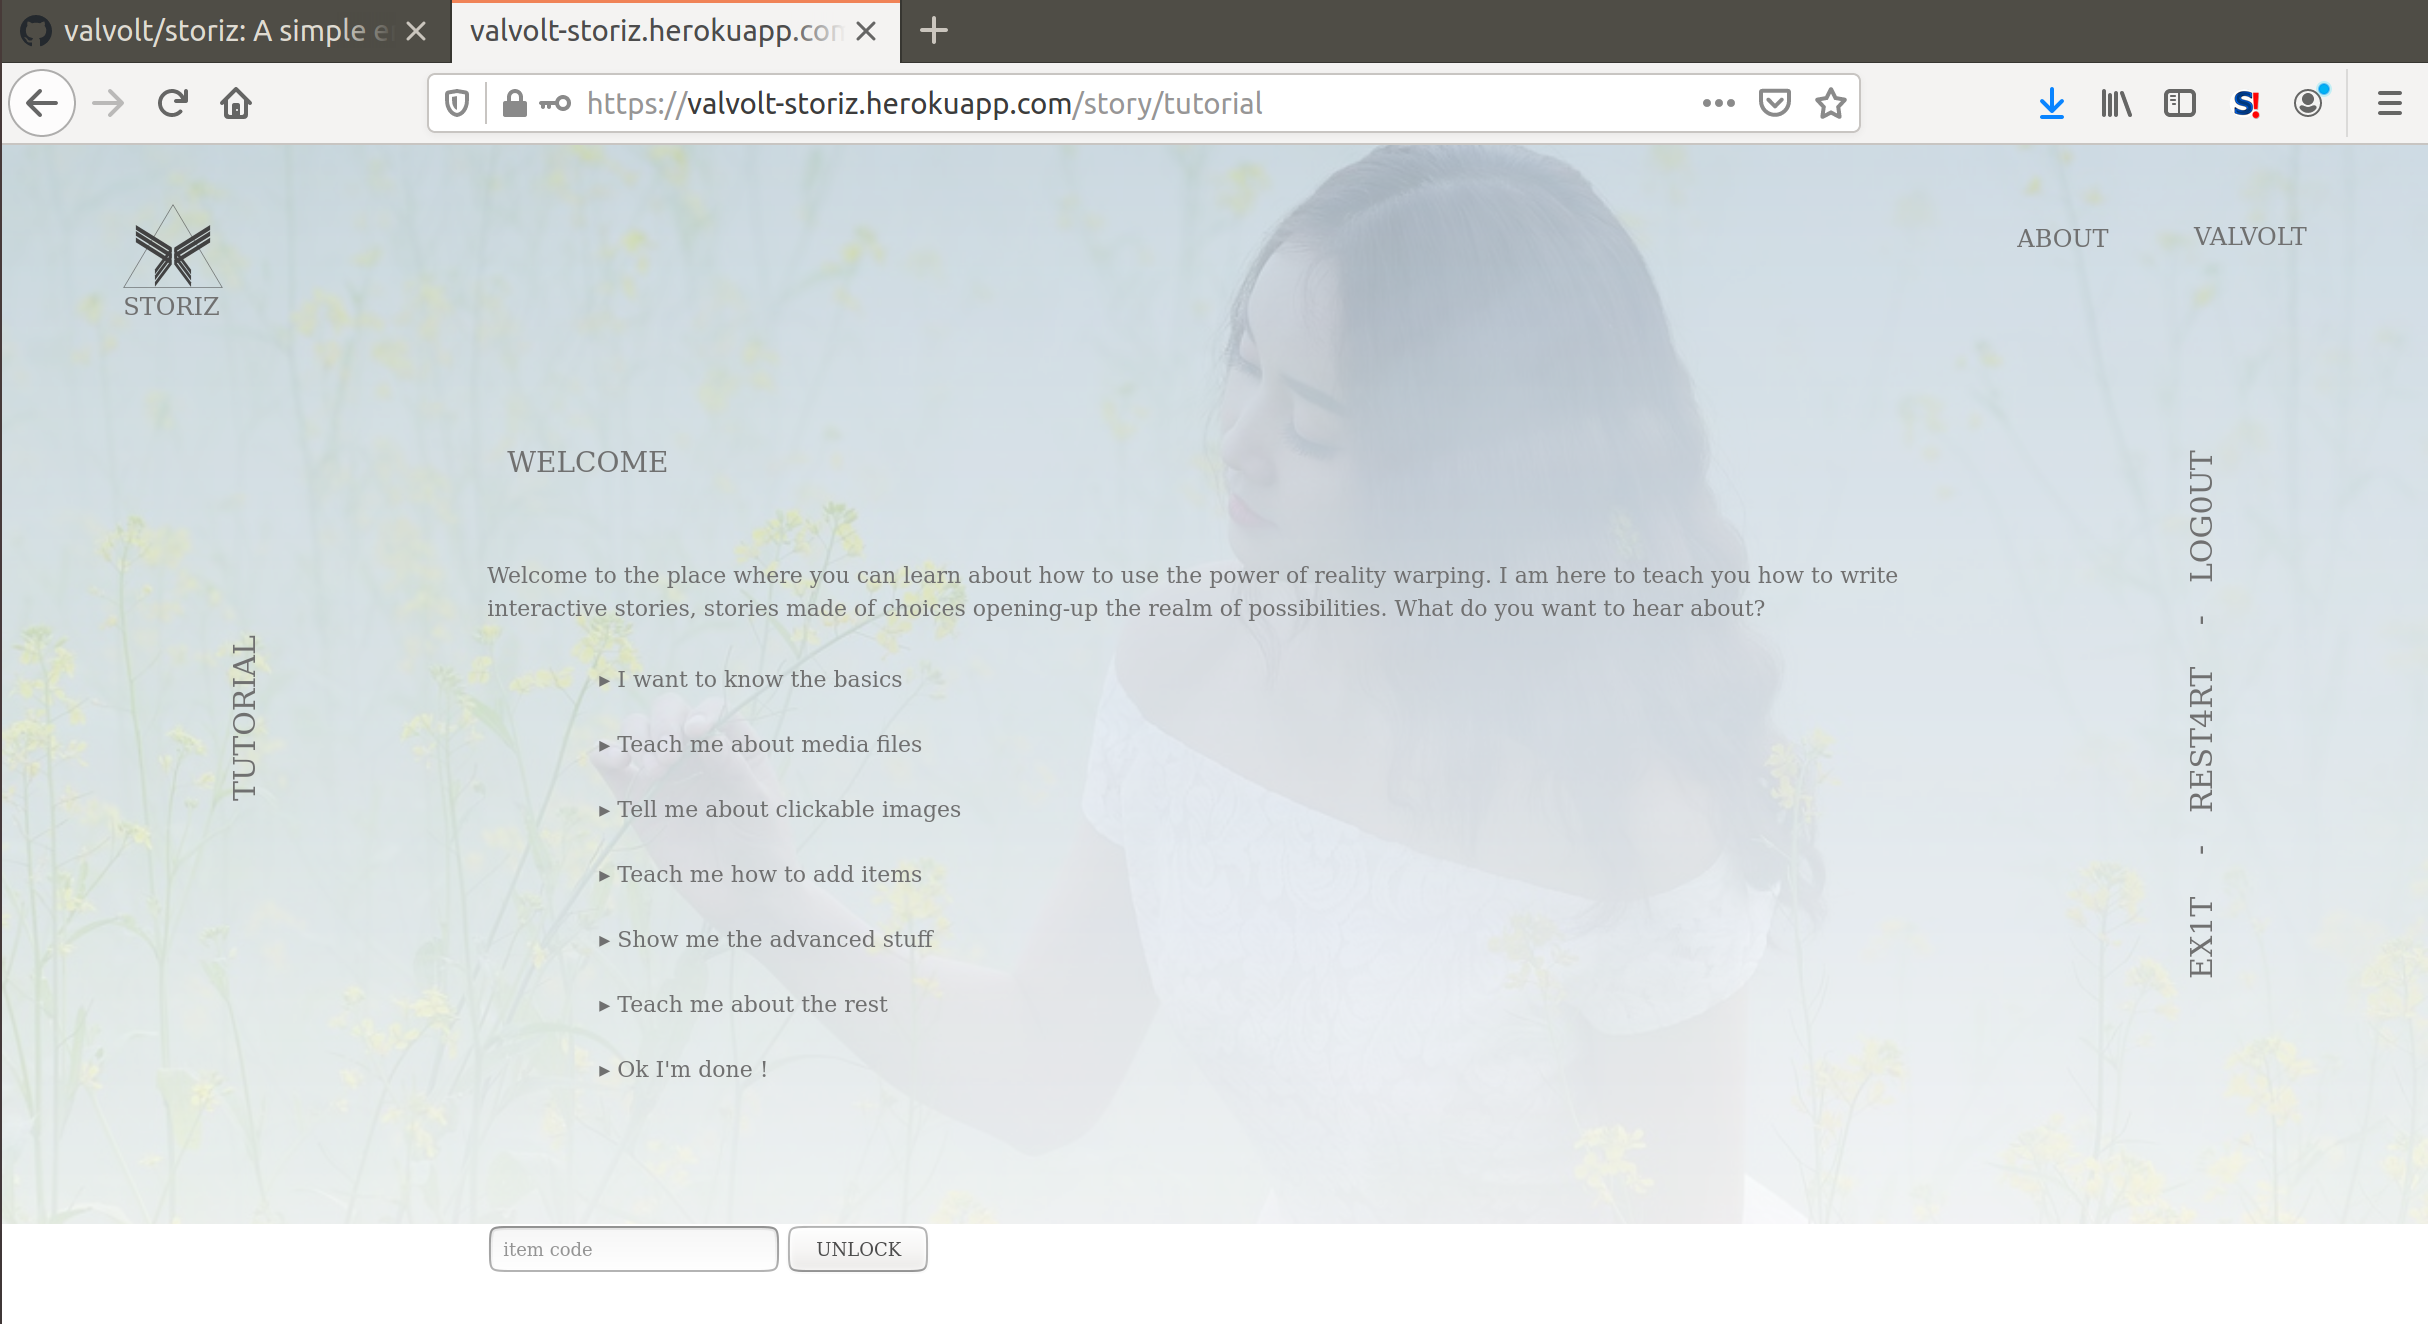 valvolt/storiz: A simple
valvolt-storiz.herokuapp.com
https://valvolt-storiz.herokuapp.com/story/tutorial
S!
STORIZ
ABOUT
VALVOLT
WELCOME
Welcome to the place where you can learn about how to use the power of reality warping. I am here to teach you how to write
interactive stories, stories made of choices opening-up the realm of possibilities. What do you want to hear about?
▸ I want to know the basics
▸ Teach me about media files
▸ Tell me about clickable images
▸ Teach me how to add items
▸ Show me the advanced stuff
▸ Teach me about the rest
▸ Ok I'm done !
TUTORIAL
EX1T - REST4RT - LOG0UT
item code
UNLOCK